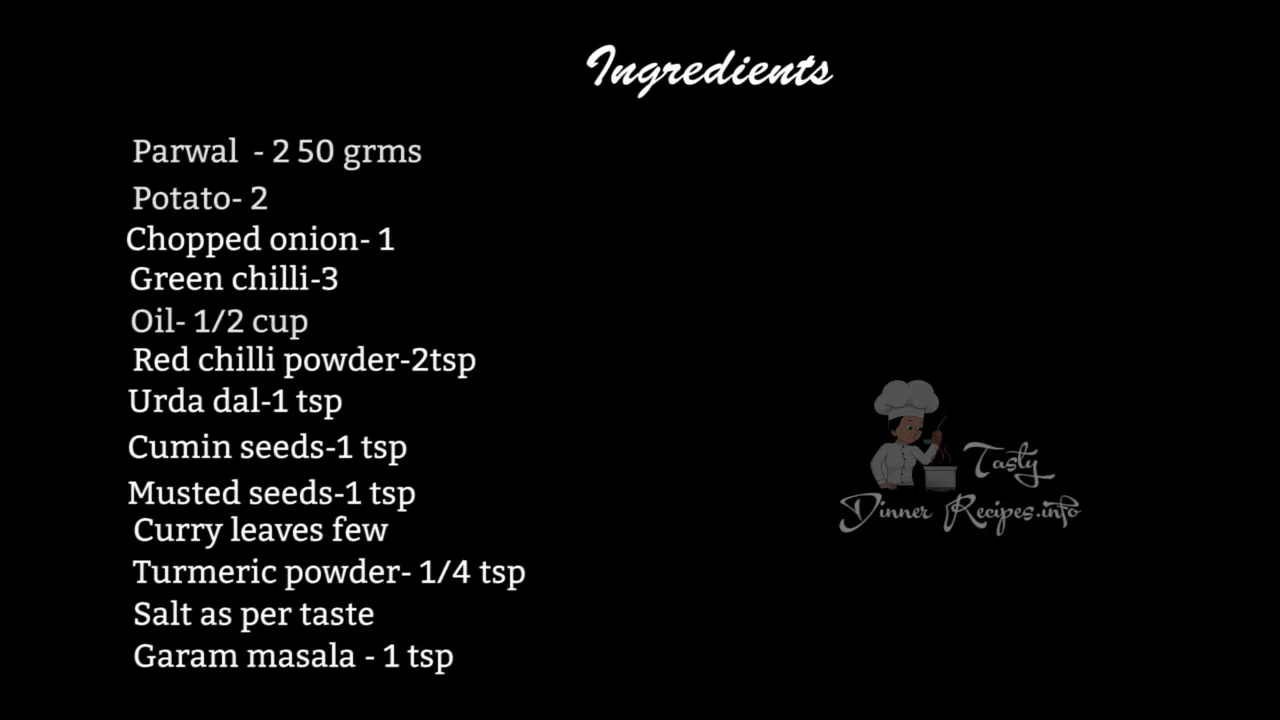 Ingredients
Parwal - 2 50 grms
Potato- 2
Chopped onion- 1
Green chilli-3
Oil- 1/2 cup
Red chilli powder-2tsp
Urda dal-1 tsp
Cumin seeds-1 tsp
Musted seeds-1 tsp
Curry leaves few
Turmeric powder- 1/4 tsp
Salt as per taste
Garam masala - 1 tsp
Tasty
Dinner Recipes.info